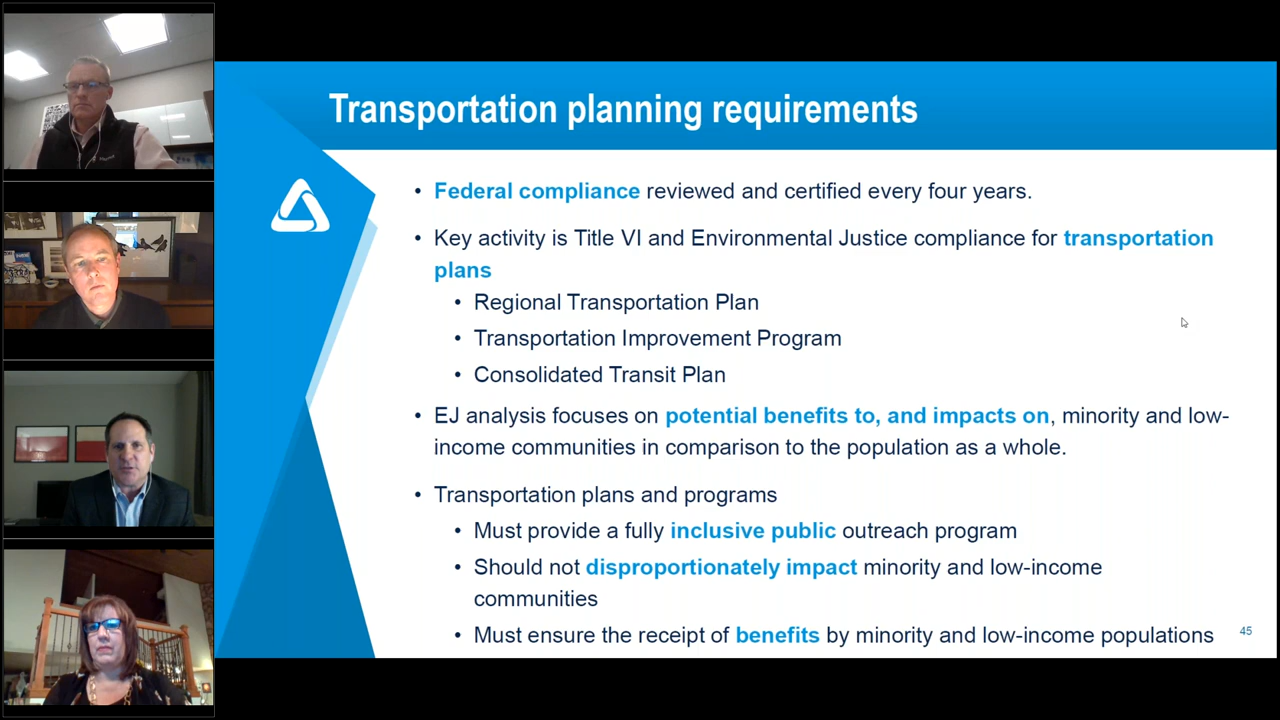 Transportation planning requirements
• Federal compliance reviewed and certified every four years.
• Key activity is Title VI and Environmental Justice compliance for transportation
plans
• Regional Transportation Plan
• Transportation Improvement Program
• Consolidated Transit Plan
• EJ analysis focuses on potential benefits to, and impacts on, minority and low-
income communities in comparison to the population as a whole.
• Transportation plans and programs
• Must provide a fully inclusive public outreach program
• Should not disproportionately impact minority and low-income
communities
• Must ensure the receipt of benefits by minority and low-income populations
45